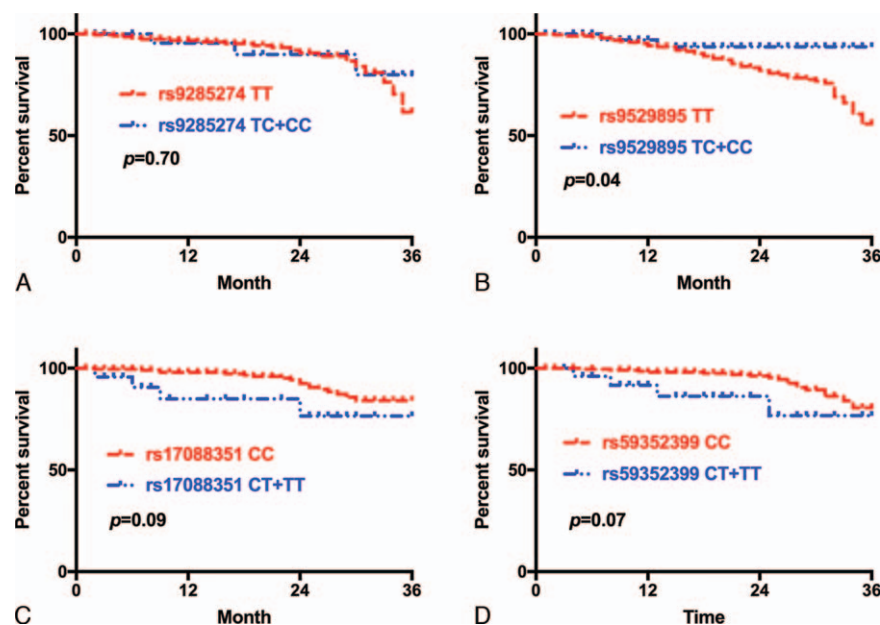 Percent survival
100
50
0
rs9285274 TT
rs9285274 TC+CC
p=0.70
0 12 24 36
Month
A
Percent survival
100
50
0
rs9529895 TT
rs9529895 TC+CC
p=0.04
0 12 24 36
Month
B
Percent survival
100
50
0
rs17088351 CC
rs17088351 CT+TT
p=0.09
0 12 24 36
Month
C
Percent survival
100
50
0
rs59352399 CC
rs59352399 CT+TT
p=0.07
0 12 24 36
Time
D